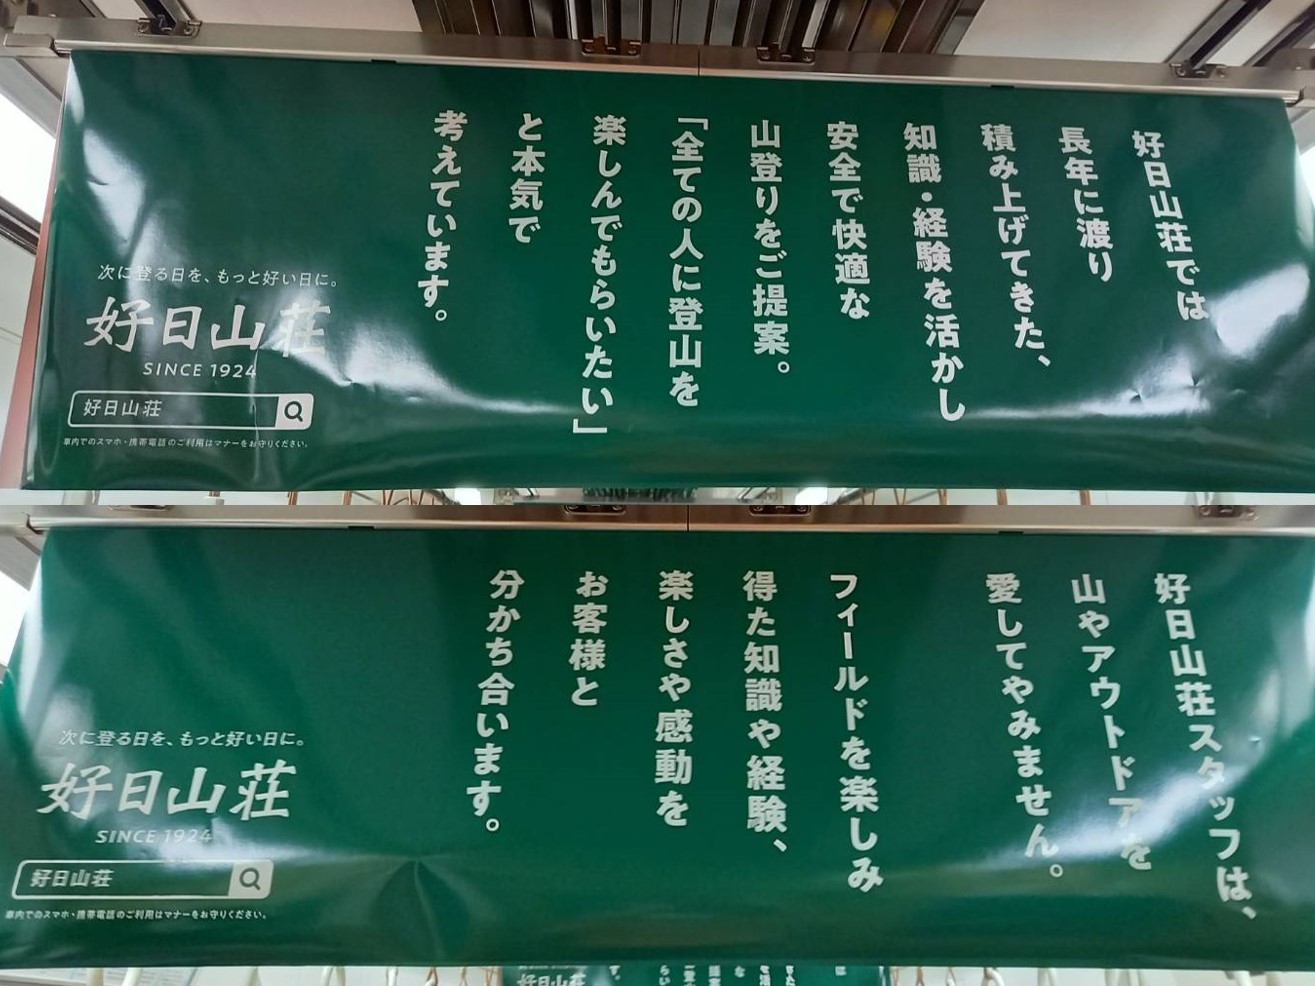 好日山荘では
長年に渡り
積み上げてきた、
知識・経験を活かし
安全で快適な
山登りをご提案。
「全ての人に登山を
楽しんでもらいたい」
と本気で
考えています。
次に登る日を、もっと好い日に。
好日山荘
SINCE 1924
好日山荘
車内でのスマホ・携帯電話のご利用はマナーをお守りください。
好日山荘スタッフは、
山やアウトドアを
愛してやみません。
フィールドを楽しみ
得た知識や経験、
楽しさや感動を
お客様と
分かち合います。
次に登る日を、もっと好い日に。
好日山荘
SINCE 1924
好日山荘
車内でのスマホ・携帯電話のご利用はマナーをお守りください。